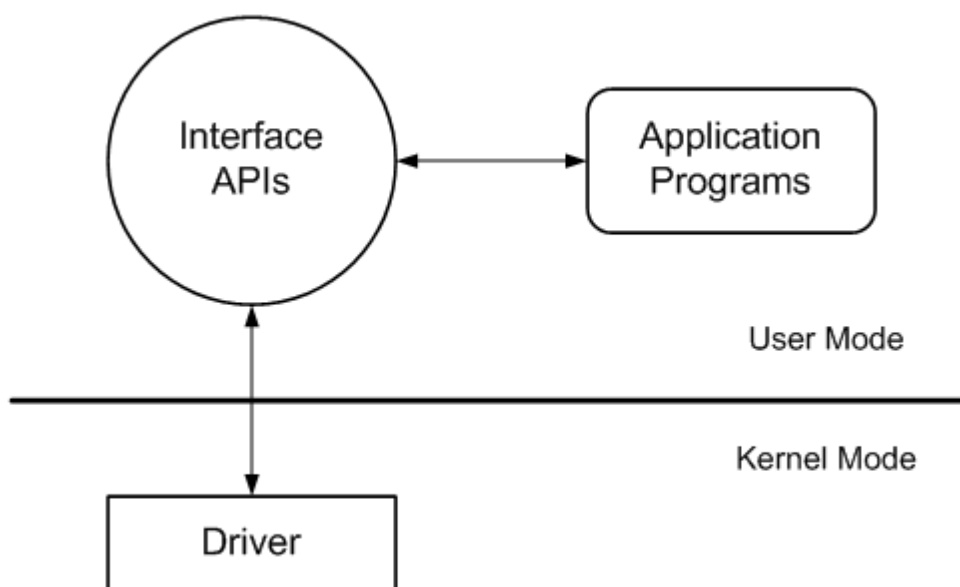 Interface
APIs
Application
Programs
User Mode
Kernel Mode
Driver